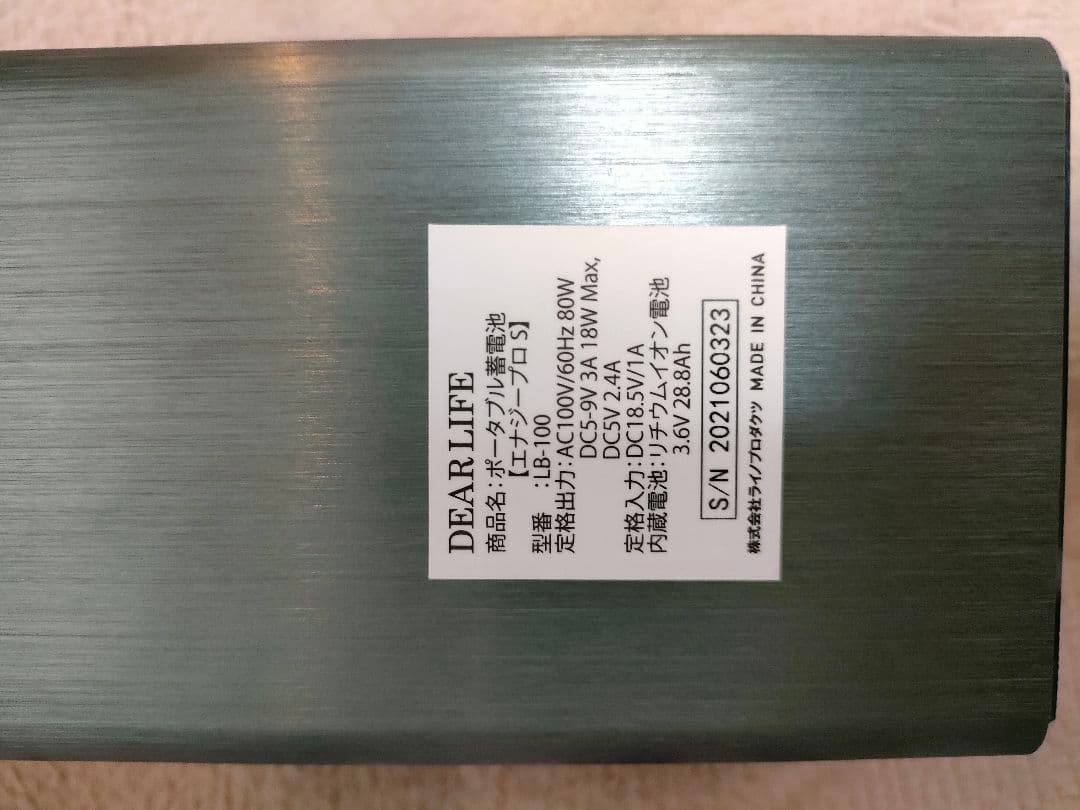 DEAR LIFE
商品名：ポータブル蓄電池
【エナジープロ S】
型番　：LB-100
定格出力：AC100V/60Hz 80W
DC5-9V 3A 18W Max,
DC5V 2.4A
定格入力：DC18.5V/1A
内蔵電池：リチウムイオン電池
3.6V 28.8Ah
S/N 2021060323
株式会社ライノプロダクツ MADE IN CHINA